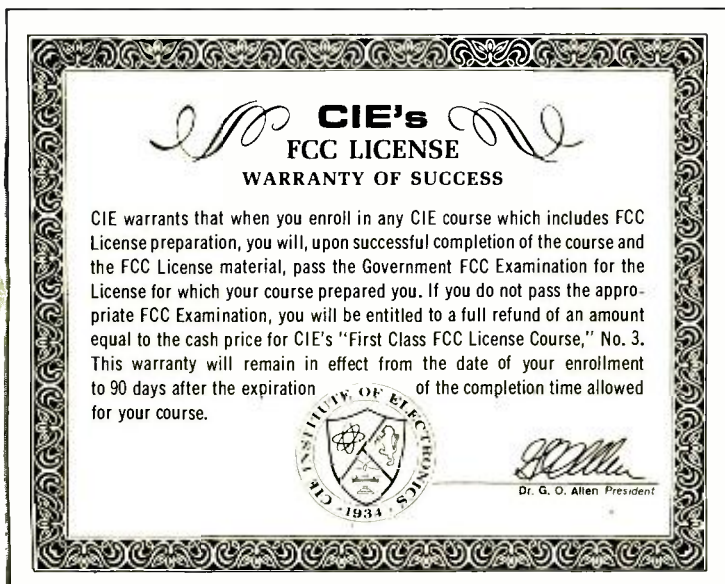 CIE's
FCC LICENSE
WARRANTY OF SUCCESS
CIE warrants that when you enroll in any CIE course which includes FCC
License preparation, you will, upon successful completion of the course and
the FCC License material, pass the Government FCC Examination for the
License for which your course prepared you. If you do not pass the appro-
priate FCC Examination, you will be entitled to a full refund of an amount
equal to the cash price for CIE's "First Class FCC License Course," No. 3.
This warranty will remain in effect from the date of your enrollment
to 90 days after the expiration of the completion time allowed
for your course.
CIE INSTITUTE OF ELECTRONICS
· 1934 ·
G O Allen
Dr. G. O. Allen President